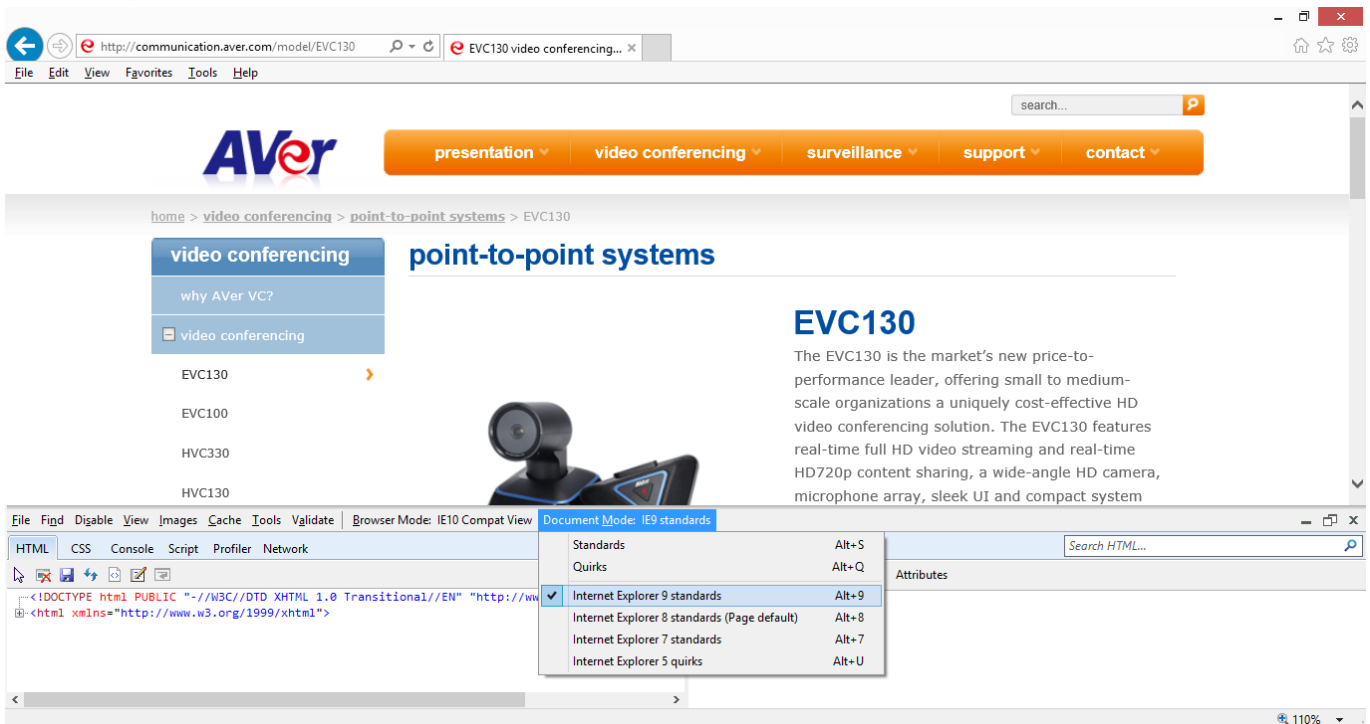 http://communication.aver.com/model/EVC130
EVC130 video conferencing...
File Edit View Favorites Tools Help
search...
AVer
presentation video conferencing surveillance support contact
home > video conferencing > point-to-point systems > EVC130
video conferencing
point-to-point systems
why AVer VC?
video conferencing
EVC130
EVC100
HVC330
HVC130
EVC130
The EVC130 is the market's new price-to-
performance leader, offering small to medium-
scale organizations a uniquely cost-effective HD
video conferencing solution. The EVC130 features
real-time full HD video streaming and real-time
HD720p content sharing, a wide-angle HD camera,
microphone array, sleek UI and compact system
File Find Disable View Images Cache Tools Validate Browser Mode: IE10 Compat View Document Mode: IE9 standards
HTML CSS Console Script Profiler Network
Search HTML...
Attributes
<!DOCTYPE html PUBLIC "-//W3C//DTD XHTML 1.0 Transitional//EN" "http://ww
<html xmlns="http://www.w3.org/1999/xhtml">
Standards Alt+S
Quirks Alt+Q
Internet Explorer 9 standards Alt+9
Internet Explorer 8 standards (Page default) Alt+8
Internet Explorer 7 standards Alt+7
Internet Explorer 5 quirks Alt+U
110%